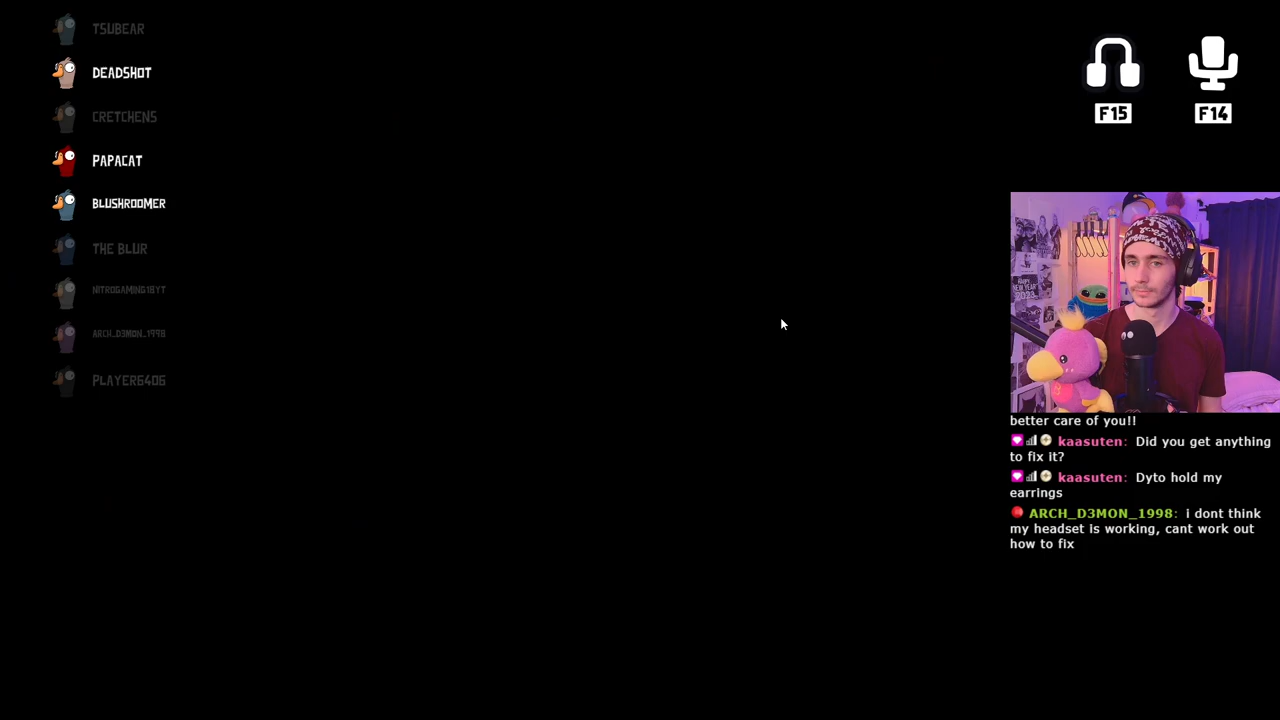 TSUBEAR
DEADSHOT
CRETCHENS
PAPACAT
BLUSHROOMER
THE BLUR
NITROGAMING18YT
ARCH_D3MON_1998
PLAYER6406
F15 F14
better care of you!!
kaasuten: Did you get anything
to fix it?
kaasuten: Dyto hold my
earrings
ARCH_D3MON_1998: i dont think
my headset is working, cant work out
how to fix